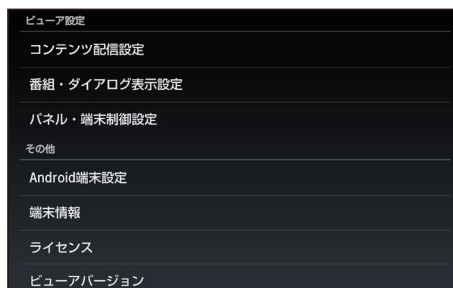 ビューア設定
コンテンツ配信設定
番組・ダイアログ表示設定
パネル・端末制御設定
その他
Android端末設定
端末情報
ライセンス
ビューアバージョン